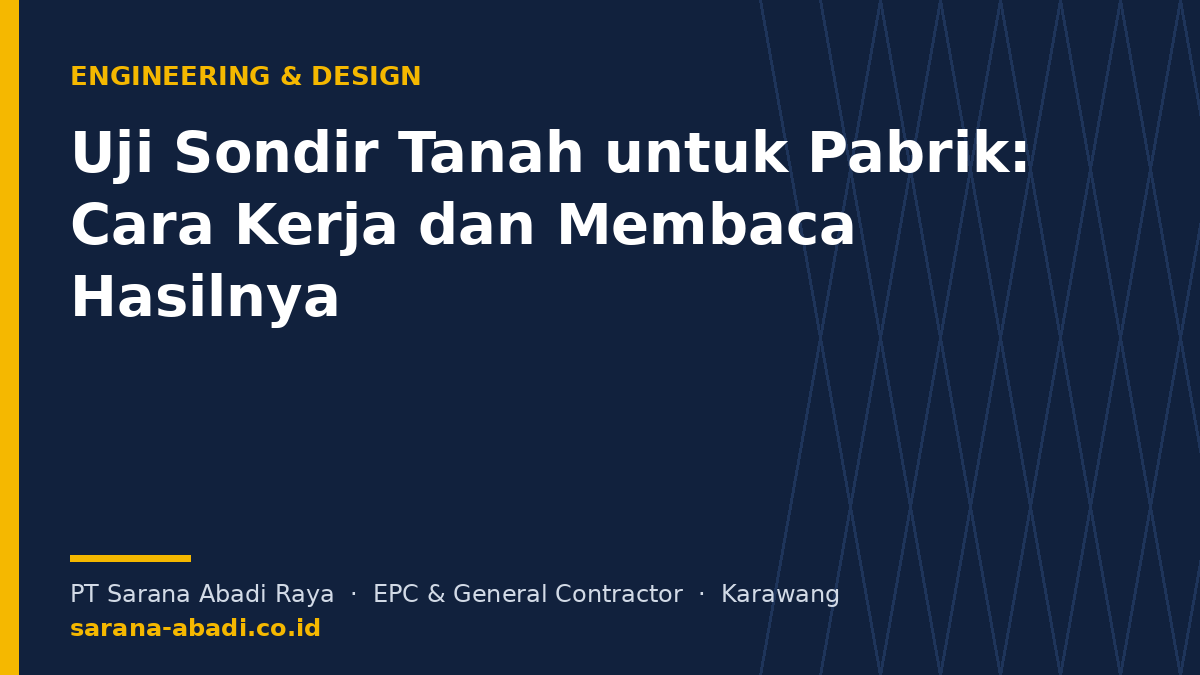 ENGINEERING & DESIGN
Uji Sondir Tanah untuk Pabrik:
Cara Kerja dan Membaca
Hasilnya
PT Sarana Abadi Raya · EPC & General Contractor · Karawang
sarana-abadi.co.id